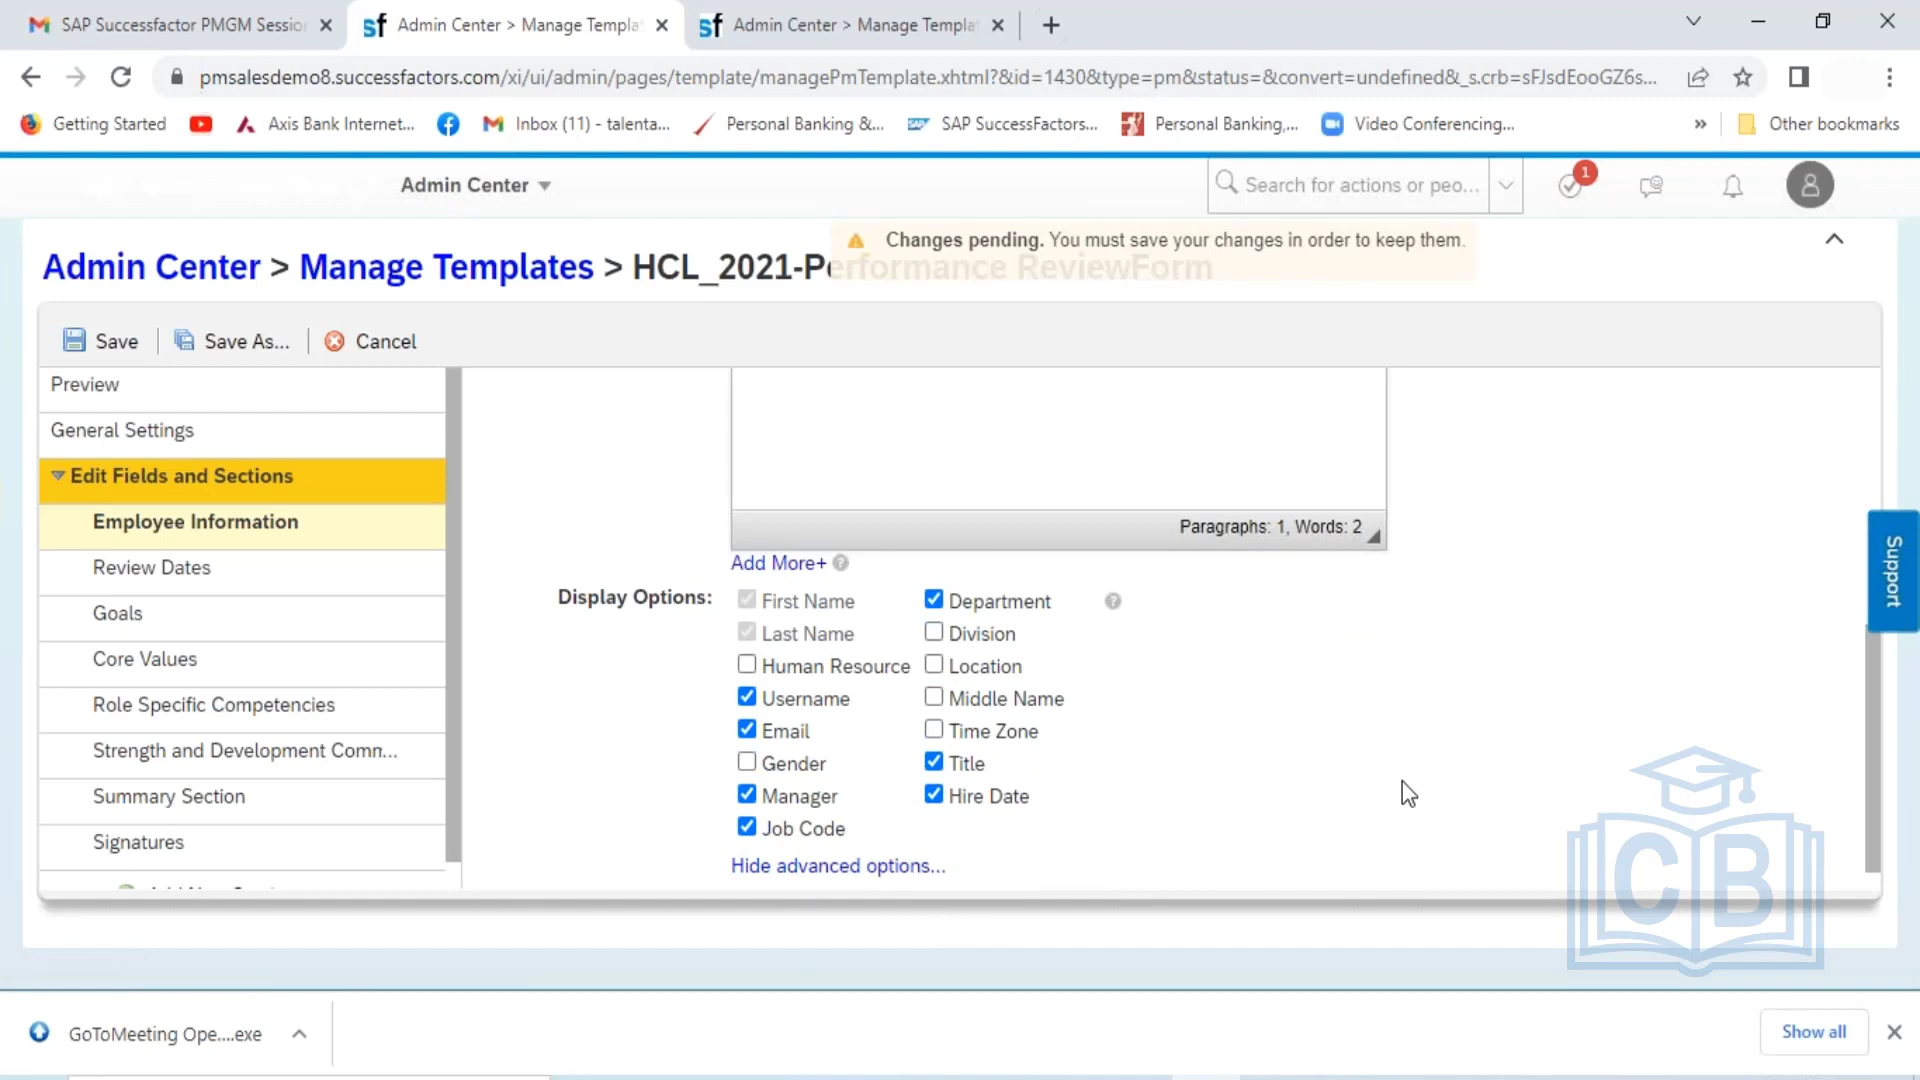 SAP Successfactor PMGM Sessio
Admin Center > Manage Templa
Admin Center > Manage Templa
pmsalesdemo8.successfactors.com/xi/ui/admin/pages/template/managePmTemplate.xhtml?&id=1430&type=pm&status=&convert=undefined&_s.crb=sFJsdEooGZ6s...
Getting Started
Axis Bank Internet...
Inbox (11) - talenta...
Personal Banking &...
SAP SuccessFactors...
Personal Banking,...
Video Conferencing...
»
Other bookmarks
Admin Center
Search for actions or peo...
1
Changes pending. You must save your changes in order to keep them.
Admin Center > Manage Templates > HCL_2021-Performance ReviewForm
Save
Save As...
Cancel
Preview
General Settings
Edit Fields and Sections
Employee Information
Review Dates
Goals
Core Values
Role Specific Competencies
Strength and Development Comm...
Summary Section
Signatures
Paragraphs: 1, Words: 2
Add More+
Display Options:
First Name
Department
Last Name
Division
Human Resource
Location
Username
Middle Name
Email
Time Zone
Gender
Title
Manager
Hire Date
Job Code
Hide advanced options...
Support
CB
GoToMeeting Ope....exe
Show all